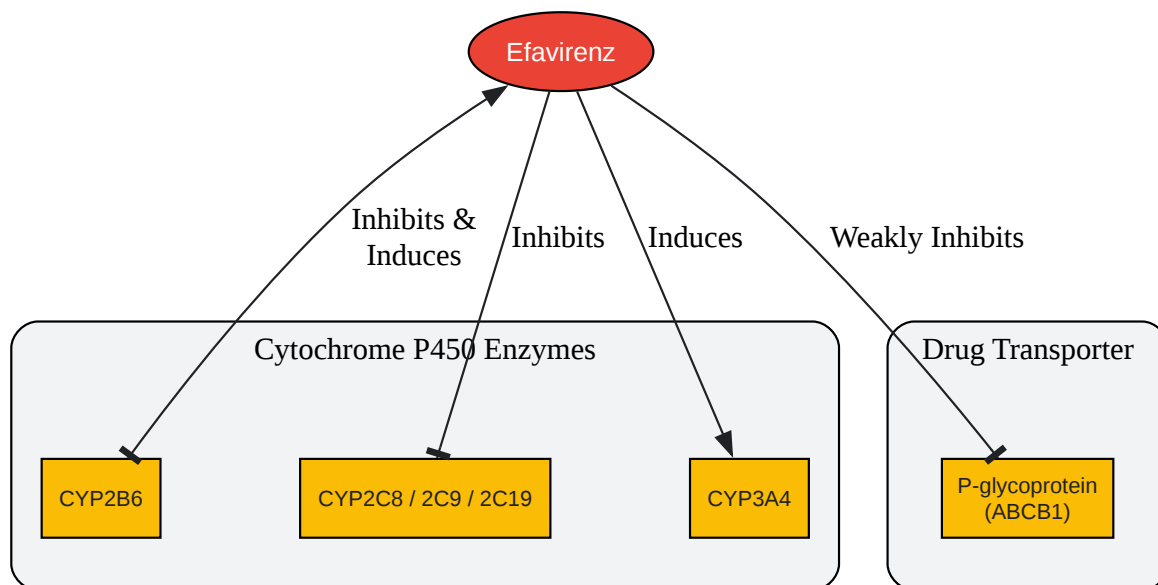 Efavirenz
Inhibits &
Induces
Inhibits
Induces
Weakly Inhibits
Cytochrome P450 Enzymes
Drug Transporter
CYP2B6
CYP2C8 / 2C9 / 2C19
CYP3A4
P-glycoprotein
(ABCB1)